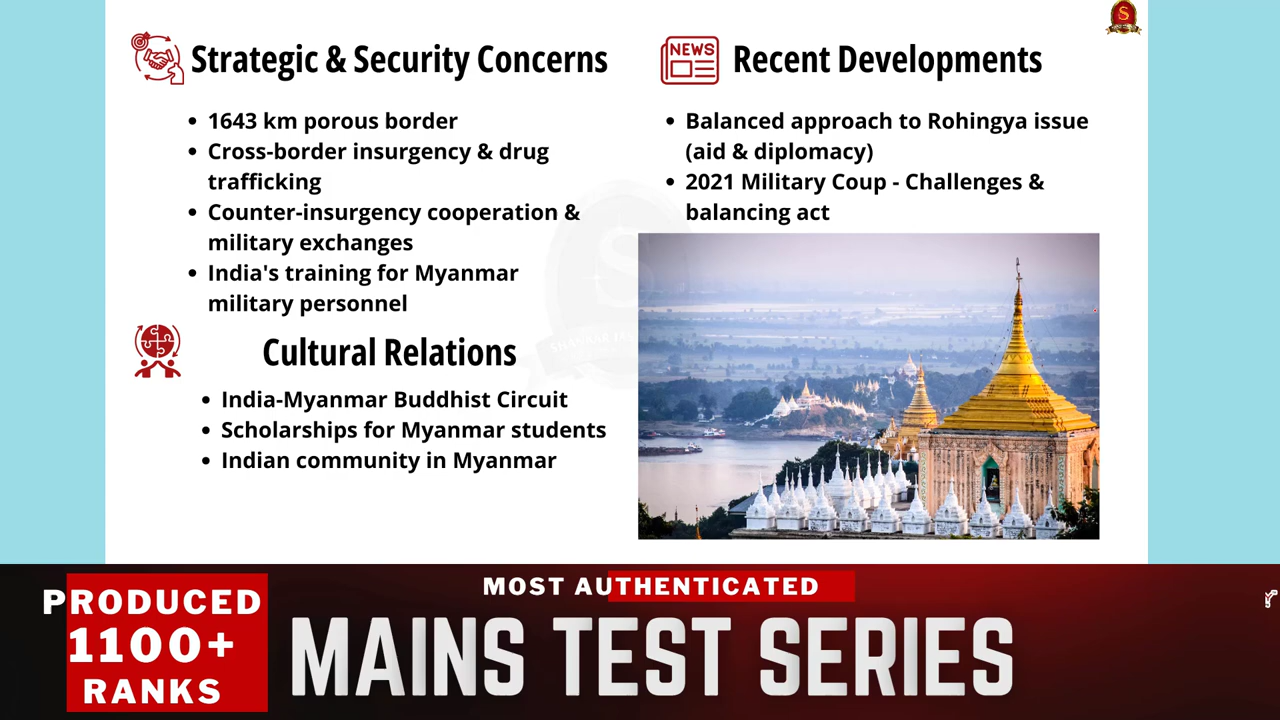 Strategic & Security Concerns
• 1643 km porous border
• Cross-border insurgency & drug
trafficking
• Counter-insurgency cooperation &
military exchanges
• India's training for Myanmar
military personnel
Cultural Relations
• India-Myanmar Buddhist Circuit
• Scholarships for Myanmar students
• Indian community in Myanmar
NEWS
Recent Developments
• Balanced approach to Rohingya issue
(aid & diplomacy)
• 2021 Military Coup - Challenges &
balancing act
S
PRODUCED
1100+
RANKS
MOST AUTHENTICATED
MAINS TEST SERIES